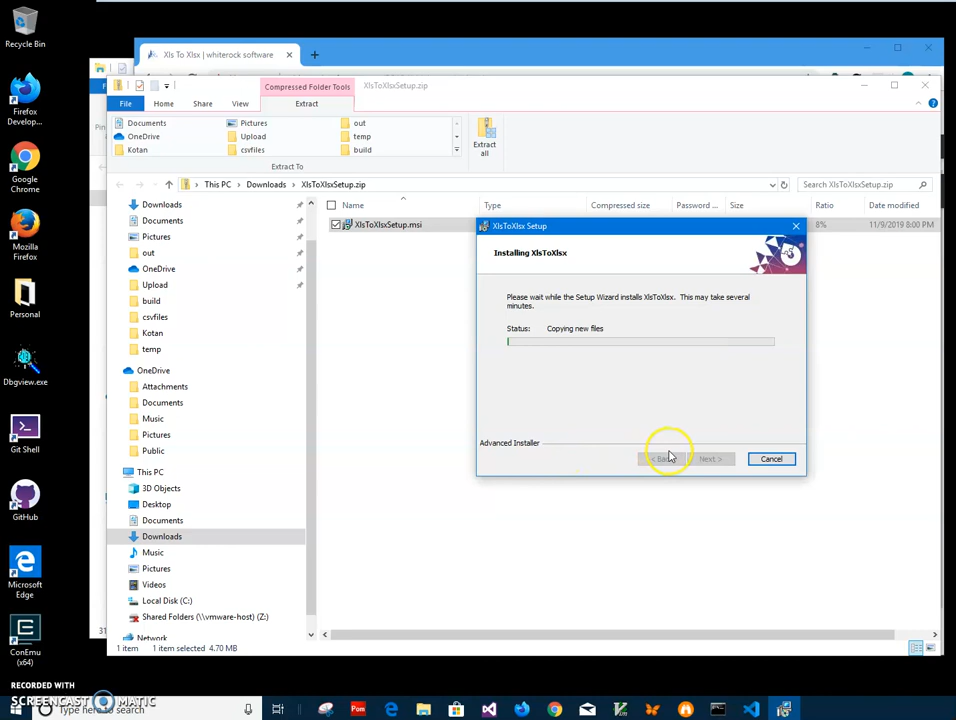 Recycle Bin
Firefox
Develop...
Google
Chrome
Mozilla
Firefox
Personal
Dbgview.exe
Git Shell
GitHub
Microsoft
Edge
ConEmu
(x64)
Xls To Xlsx | whiterock software
Compressed Folder Tools
XlsToXlsxSetup.zip
File
Home
Share
View
Extract
Documents
Pictures
out
OneDrive
Upload
temp
Kotan
csvfiles
build
Extract
all
Extract To
This PC > Downloads > XlsToXlsxSetup.zip
Search XlsToXlsxSetup.zip
Name
Type
Compressed size
Password ...
Size
Ratio
Date modified
XlsToXlsxSetup.msi
8%
11/9/2019 8:00 PM
Downloads
Documents
Pictures
out
OneDrive
Upload
build
csvfiles
Kotan
temp
OneDrive
Attachments
Documents
Music
Pictures
Public
This PC
3D Objects
Desktop
Documents
Downloads
Music
Pictures
Videos
Local Disk (C:)
Shared Folders (\\vmware-host) (Z:)
Network
XlsToXlsx Setup
Installing XlsToXlsx
Please wait while the Setup Wizard installs XlsToXlsx. This may take several
minutes.
Status: Copying new files
Advanced Installer
< Back
Next >
Cancel
1 item
1 item selected 4.70 MB
RECORDED WITH
SCREENCAST MATIC
Type here to search
Pom